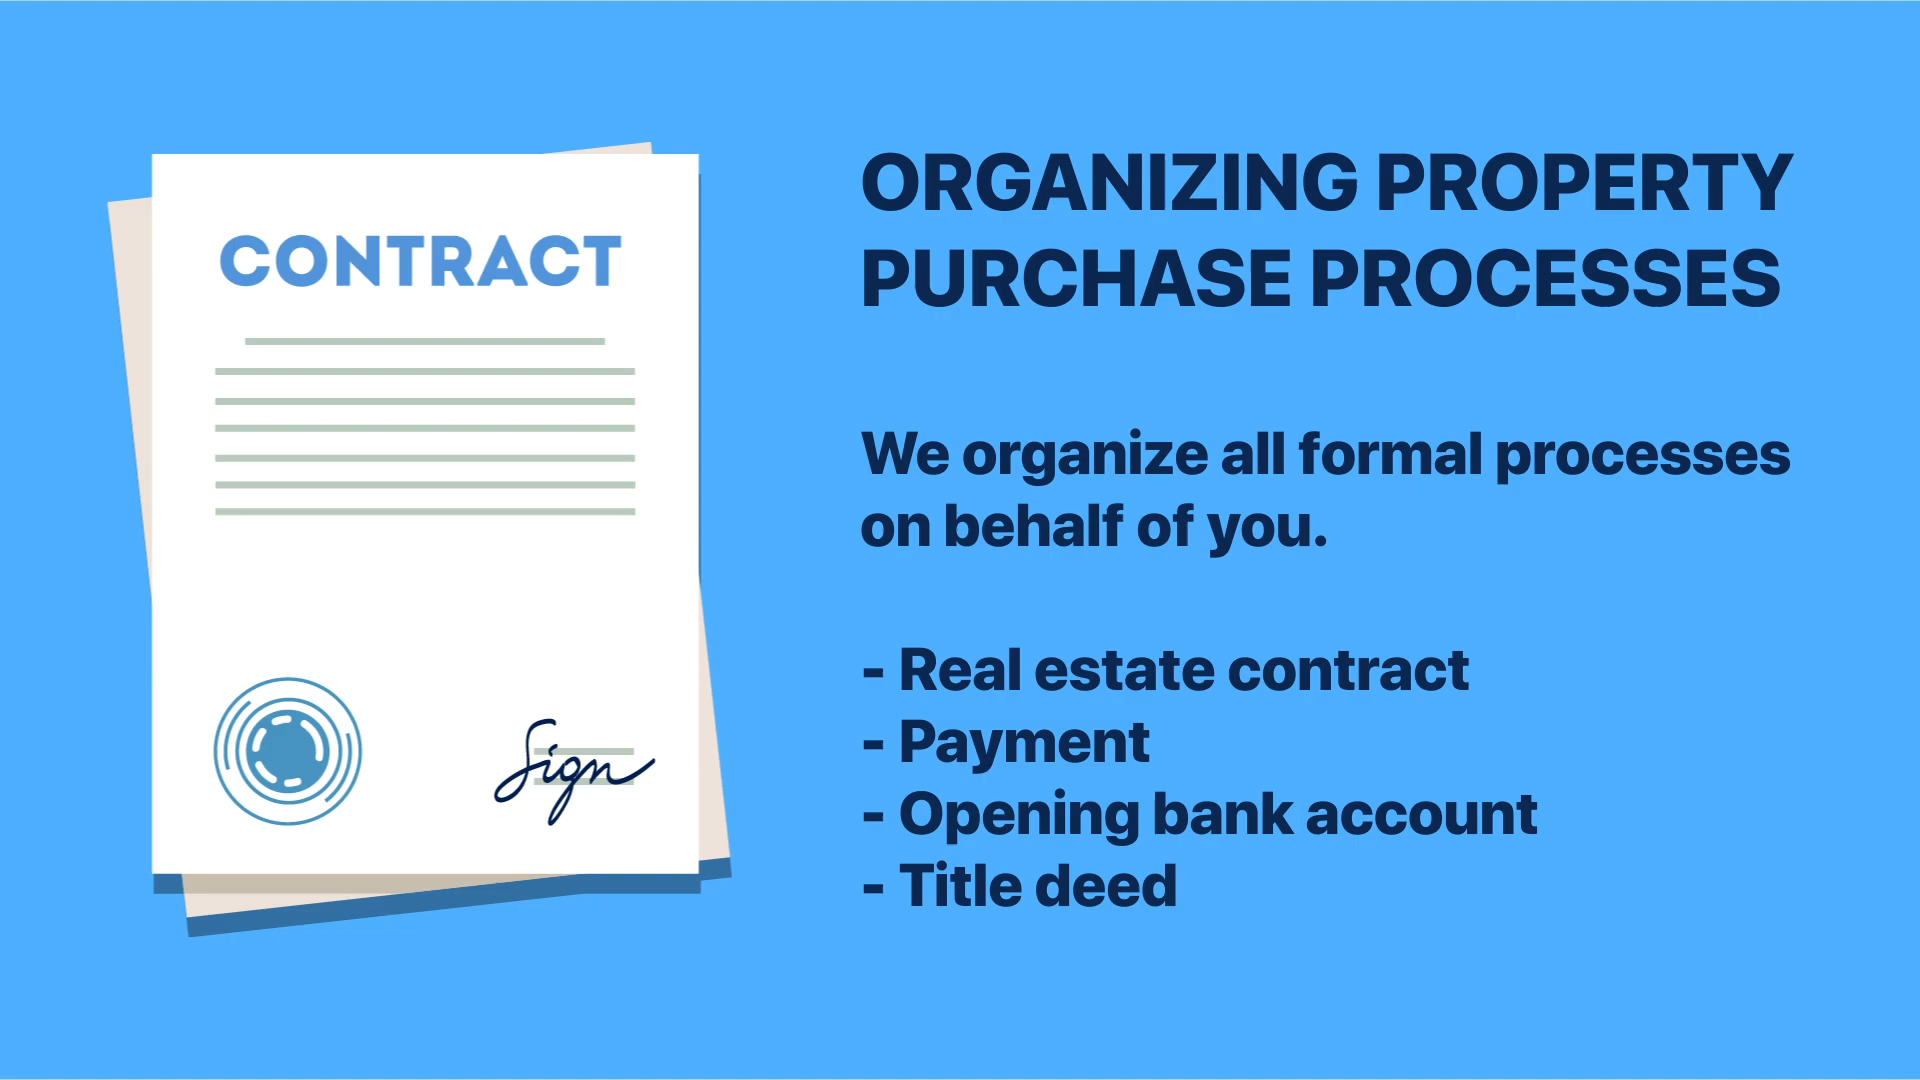 CONTRACT
Sign
ORGANIZING PROPERTY
PURCHASE PROCESSES
We organize all formal processes
on behalf of you.
- Real estate contract
- Payment
- Opening bank account
- Title deed